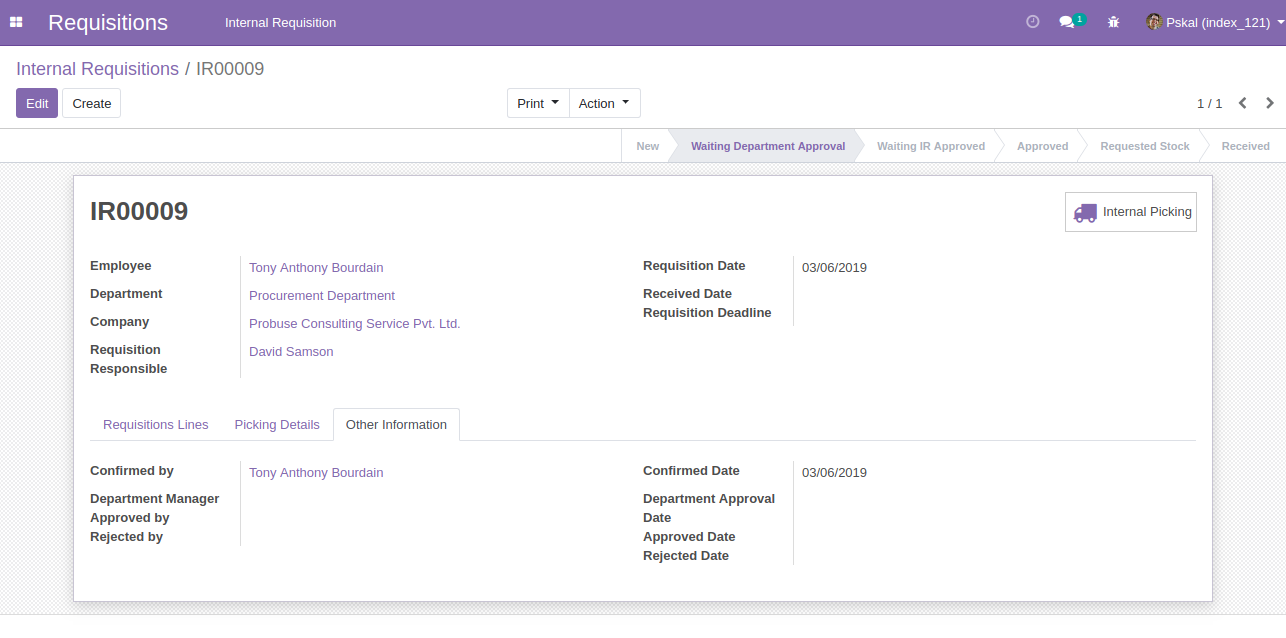 Requisitions
Internal Requisition
1
Pskal (index_121)
Internal Requisitions / IR00009
Edit
Create
Print
Action
1 / 1
New
Waiting Department Approval
Waiting IR Approved
Approved
Requested Stock
Received
IR00009
Internal Picking
Employee
Tony Anthony Bourdain
Department
Procurement Department
Company
Probuse Consulting Service Pvt. Ltd.
Requisition
Responsible
David Samson
Requisition Date
03/06/2019
Received Date
Requisition Deadline
Requisitions Lines
Picking Details
Other Information
Confirmed by
Tony Anthony Bourdain
Department Manager
Approved by
Rejected by
Confirmed Date
03/06/2019
Department Approval
Date
Approved Date
Rejected Date